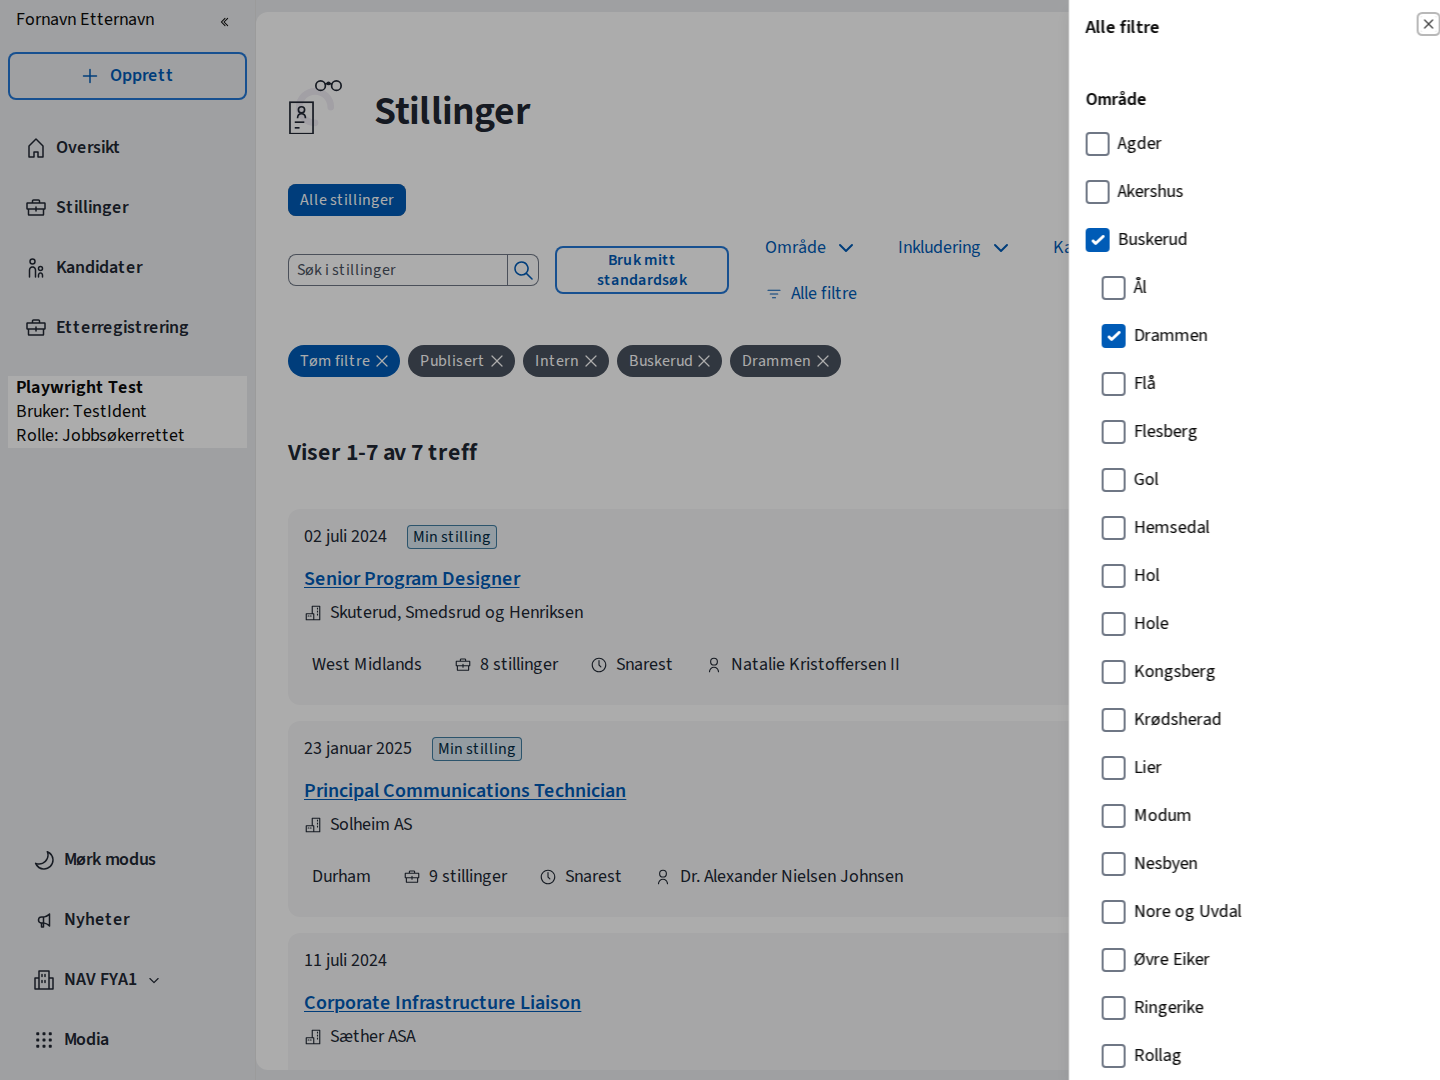 Fornavn Etternavn
Opprett
Oversikt
Stillinger
Kandidater
Etterregistrering
Playwright Test
Bruker: TestIdent
Rolle: Jobbsøkerrettet
Mørk modus
Nyheter
NAV FYA1
Media
Stillinger
Alle stillinger
Søk i stillinger
Bruk mitt
standardsøk
Område
Inkludering
Ka
Alle filtre
Tøm filtre
Publisert
Intern
Buskerud
Drammen
Viser 1-7 av 7 treff
02 juli 2024 Min stilling
Senior Program Designer
Skuterud, Smedsrud og Henriksen
West Midlands 8 stillinger Snarest Natalie Kristoffersen II
23 januar 2025 Min stilling
Principal Communications Technician
Solheim AS
Durham 9 stillinger Snarest Dr. Alexander Nielsen Johnsen
11 juli 2024
Corporate Infrastructure Liaison
Sæther ASA
Alle filtre
Område
Agder
Akershus
Buskerud
Ål
Drammen
Flå
Flesberg
Gol
Hemsedal
Hol
Hole
Kongsberg
Krødsherad
Lier
Modum
Nesbyen
Nore og Uvdal
Øvre Eiker
Ringerike
Rollag